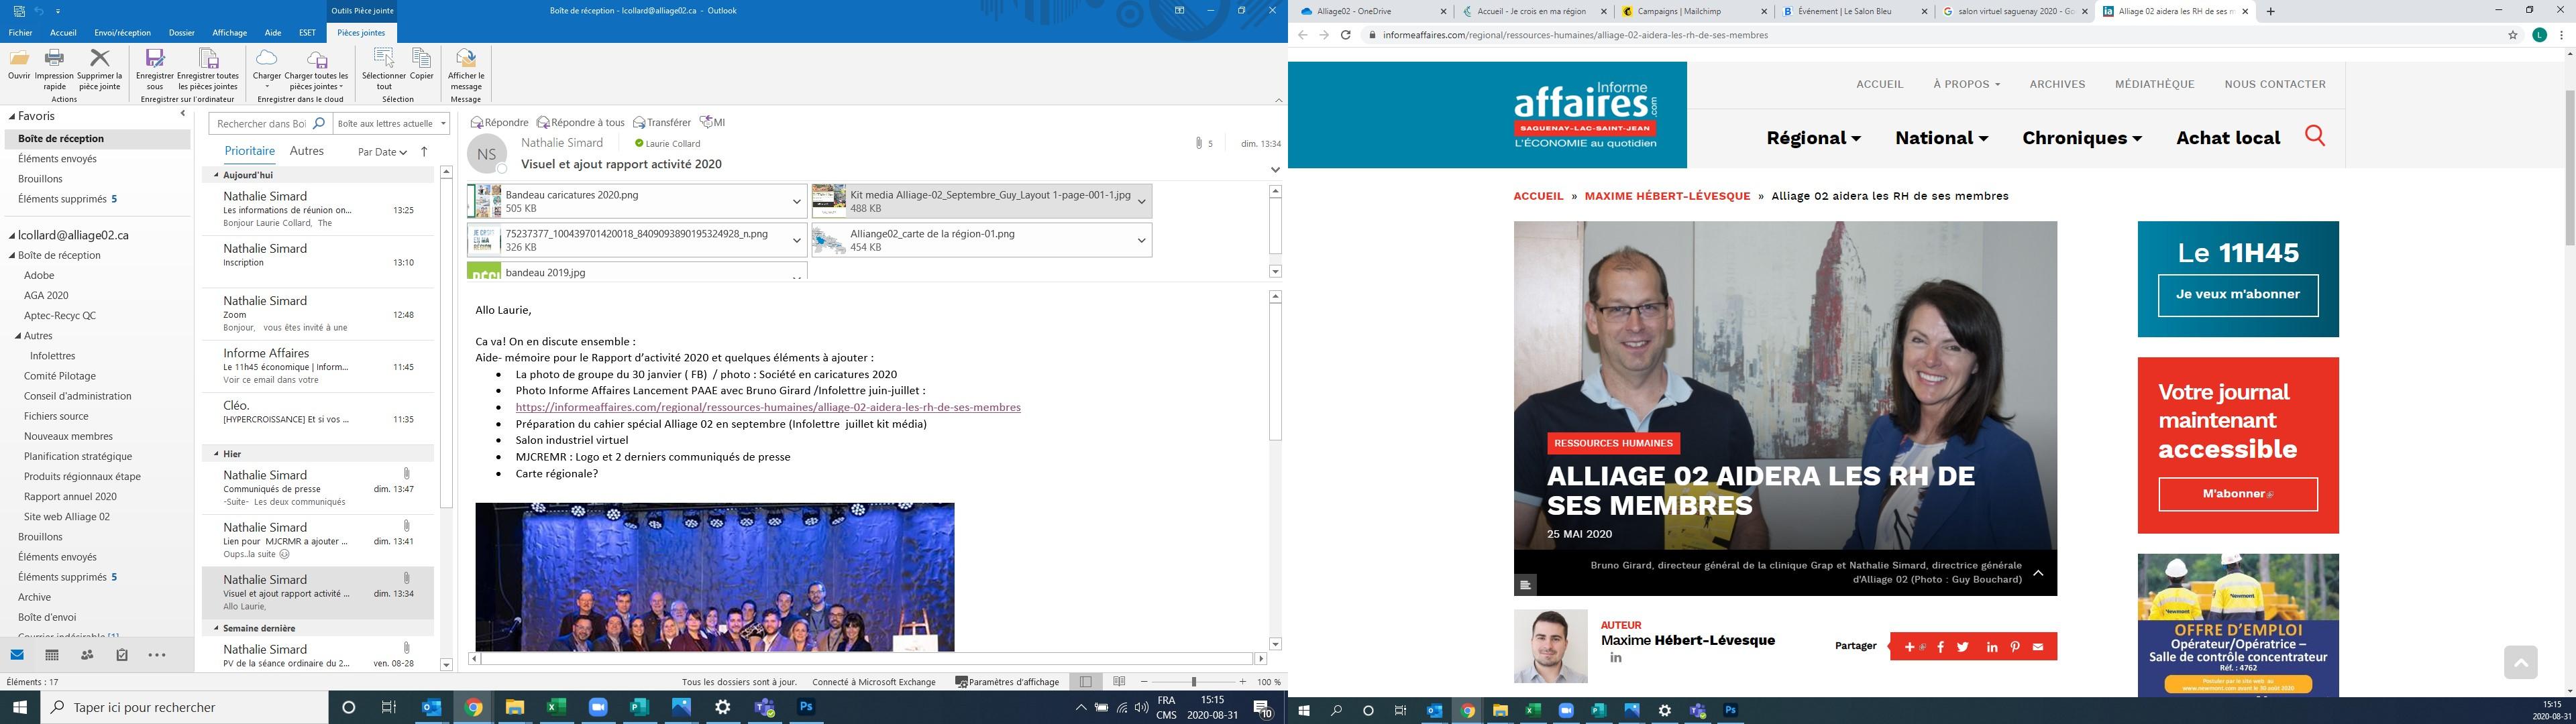 Outils Pièce jointe
Boîte de réception - lcollard@alliage02.ca - Outlook
Fichier Accueil Envoi/réception Dossier Affichage Aide ESET Pièces jointes
Ouvrir
Impression rapide
Supprimer la pièce jointe
Actions
Enregistrer sous
Enregistrer toutes les pièces jointes
Enregistrer sur l'ordinateur
Charger
Charger toutes les pièces jointes
Enregistrer dans le cloud
Sélectionner tout
Copier
Sélection
Afficher le message
Message
Favoris
Boîte de réception
Éléments envoyés
Brouillons
Éléments supprimés 5
lcollard@alliage02.ca
Boîte de réception
Adobe
AGA 2020
Aptec-Recyc QC
Autres
Infolettres
Comité Pilotage
Conseil d'administration
Fichiers source
Nouveaux membres
Planification stratégique
Produits régionnaux étape
Rapport annuel 2020
Site web Alliage 02
Brouillons
Éléments envoyés
Éléments supprimés 5
Archive
Boîte d'envoi
Courrier indésirable [1]
Éléments : 17
Rechercher dans Boî
Boîte aux lettres actuelle
Prioritaire Autres Par Date
Aujourd'hui
Nathalie Simard
Les informations de réunion on... 13:25
Bonjour Laurie Collard, The
Nathalie Simard
Inscription 13:10
Nathalie Simard
Zoom 12:48
Bonjour, vous êtes invité à une
Informe Affaires
Le 11h45 économique | Inform... 11:45
Voir ce email dans votre
Cléo.
[HYPERCROISSANCE] Et si vos ... 11:35
Hier
Nathalie Simard
Communiqués de presse dim. 13:47
-Suite- Les deux communiqués
Nathalie Simard
Lien pour MJCRMR a ajouter ... dim. 13:41
Oups..la suite
Nathalie Simard
Visuel et ajout rapport activité ... dim. 13:34
Allo Laurie,
Semaine dernière
Nathalie Simard
PV de la séance ordinaire du 2... ven. 08-28
Répondre Répondre à tous Transférer MI
NS
Nathalie Simard Laurie Collard 5 dim. 13:34
Visuel et ajout rapport activité 2020
Bandeau caricatures 2020.png
505 KB
Kit media Alliage-02_Septembre_Guy_Layout 1-page-001-1.jpg
488 KB
75237377_100439701420018_8409093890195324928_n.png
326 KB
Alliange02_carte de la région-01.png
454 KB
bandeau 2019.jpg
Allo Laurie,
Ca va! On en discute ensemble :
Aide- mémoire pour le Rapport d'activité 2020 et quelques éléments à ajouter :
• La photo de groupe du 30 janvier ( FB) / photo : Société en caricatures 2020
• Photo Informe Affaires Lancement PAAE avec Bruno Girard /Infolettre juin-juillet :
• https://informeaffaires.com/regional/ressources-humaines/alliage-02-aidera-les-rh-de-ses-membres
• Préparation du cahier spécial Alliage 02 en septembre (Infolettre juillet kit média)
• Salon industriel virtuel
• MJCREMR : Logo et 2 derniers communiqués de presse
• Carte régionale?
Tous les dossiers sont à jour. Connecté à Microsoft Exchange Paramètres d'affichage 100 %
Taper ici pour rechercher
FRA
CMS
15:15
2020-08-31
10
Alliage02 - OneDrive
Accueil - Je crois en ma région
Campaigns | Mailchimp
Événement | Le Salon Bleu
salon virtuel saguenay 2020 - Go
Alliage 02 aidera les RH de ses m
informeaffaires.com/regional/ressources-humaines/alliage-02-aidera-les-rh-de-ses-membres
L
Informe
affaires.com
SAGUENAY-LAC-SAINT-JEAN
L'ÉCONOMIE au quotidien
ACCUEIL À PROPOS ARCHIVES MÉDIATHÈQUE NOUS CONTACTER
Régional National Chroniques Achat local
ACCUEIL » MAXIME HÉBERT-LÉVESQUE » Alliage 02 aidera les RH de ses membres
RESSOURCES HUMAINES
ALLIAGE 02 AIDERA LES RH DE
SES MEMBRES
25 MAI 2020
Bruno Girard, directeur général de la clinique Grap et Nathalie Simard, directrice générale
d'Alliage 02 (Photo : Guy Bouchard)
AUTEUR
Maxime Hébert-Lévesque
in
Partager
Le 11H45
Je veux m'abonner
Votre journal
maintenant
accessible
M'abonner
Newmont
Newmont
OFFRE D'EMPLOI
Opérateur/Opératrice –
Salle de contrôle concentrateur
Réf. : 4762
Postulez par le site web au
www.newmont.com avant le 30 août 2020
15:15
2020-08-31